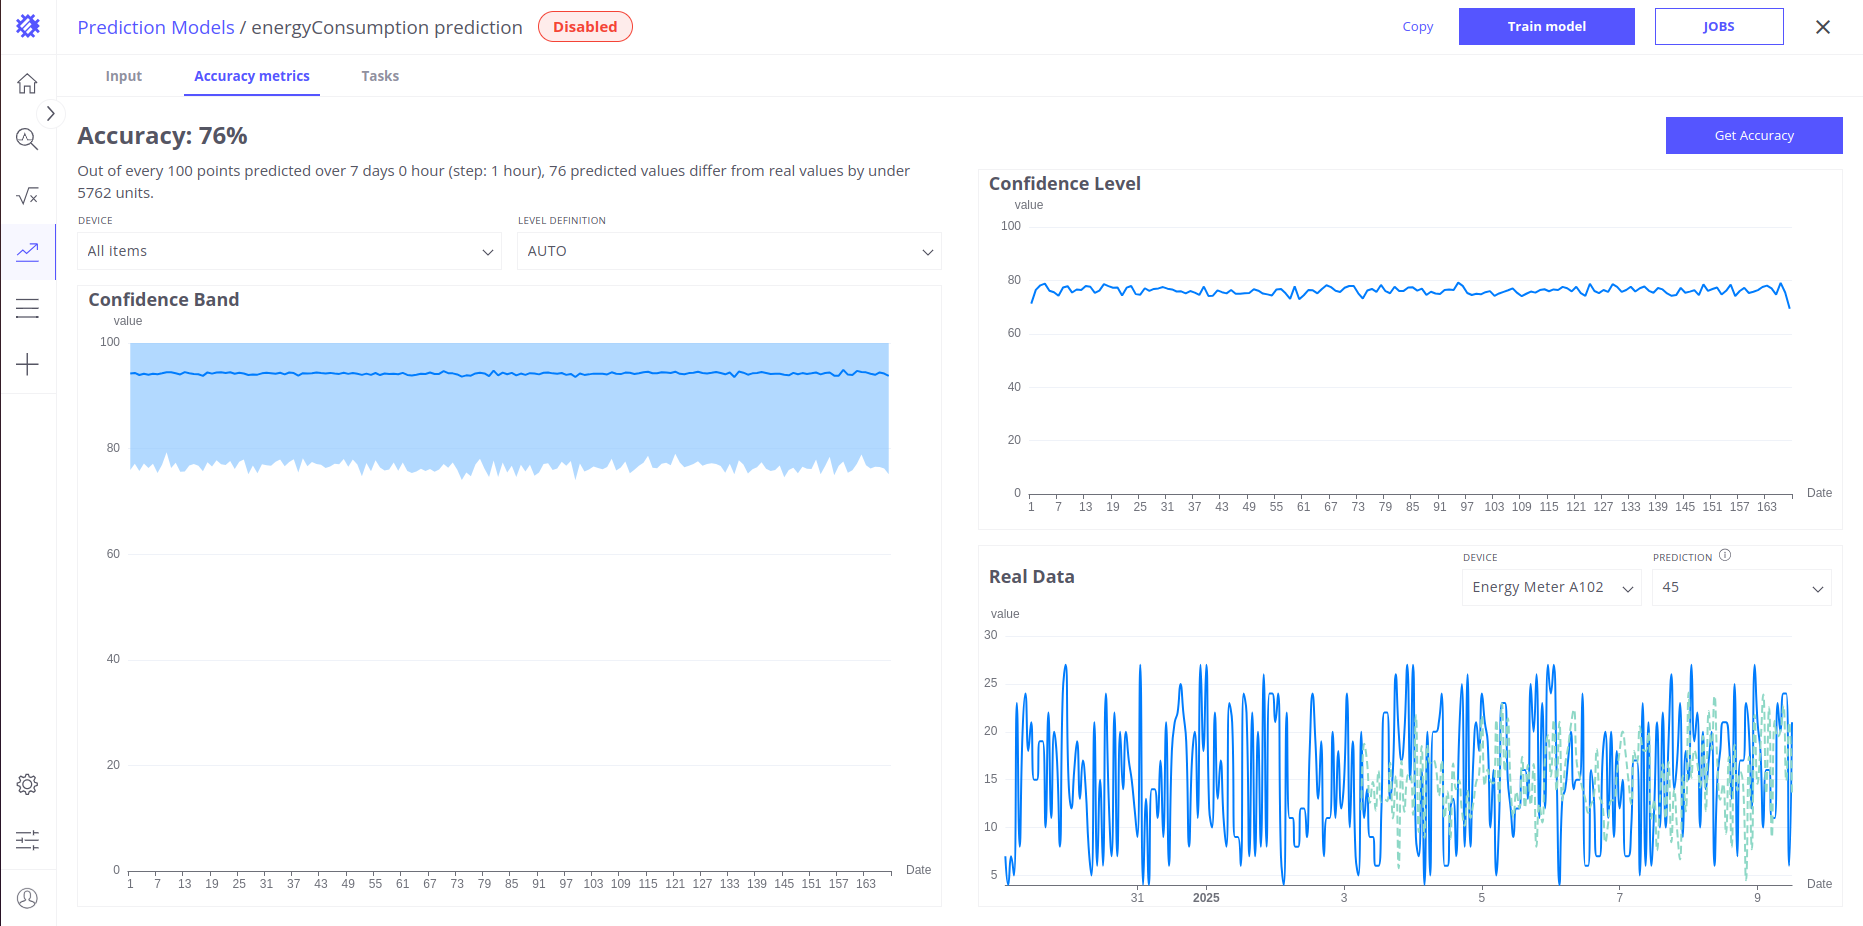 Prediction Models / energyConsumption prediction
Disabled
Copy
Train model
JOBS
Input
Accuracy metrics
Tasks
Accuracy: 76%
Get Accuracy
Out of every 100 points predicted over 7 days 0 hour (step: 1 hour), 76 predicted values differ from real values by under
5762 units.
DEVICE
LEVEL DEFINITION
All items
AUTO
Confidence Band
value
100
80
60
40
20
0
Date
1 7 13 19 25 31 37 43 49 55 61 67 73 79 85 91 97 103 109 115 121 127 133 139 145 151 157 163
Confidence Level
value
100
80
60
40
20
0
Date
1 7 13 19 25 31 37 43 49 55 61 67 73 79 85 91 97 103 109 115 121 127 133 139 145 151 157 163
Real Data
DEVICE
PREDICTION
Energy Meter A102
45
value
30
25
20
15
10
5
Date
31 2025 3 5 7 9
√x